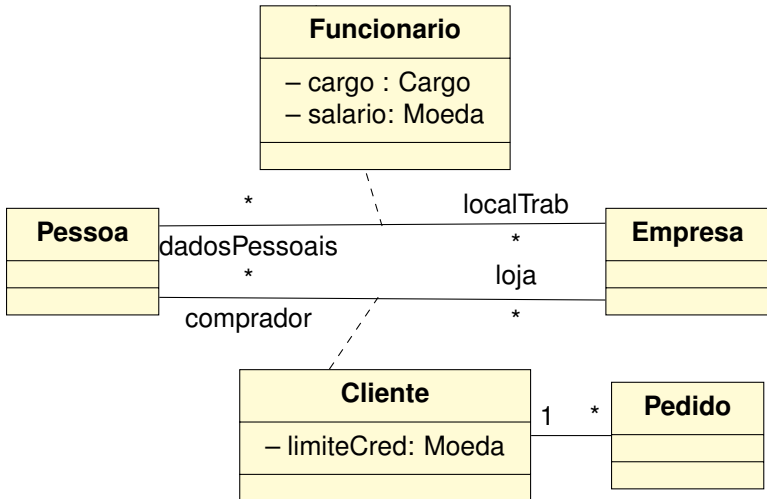 Funcionario
– cargo : Cargo
– salario: Moeda
* localTrab
Pessoa
dadosPessoais *
Empresa
* loja
comprador *
Cliente
– limiteCred: Moeda
1 *
Pedido